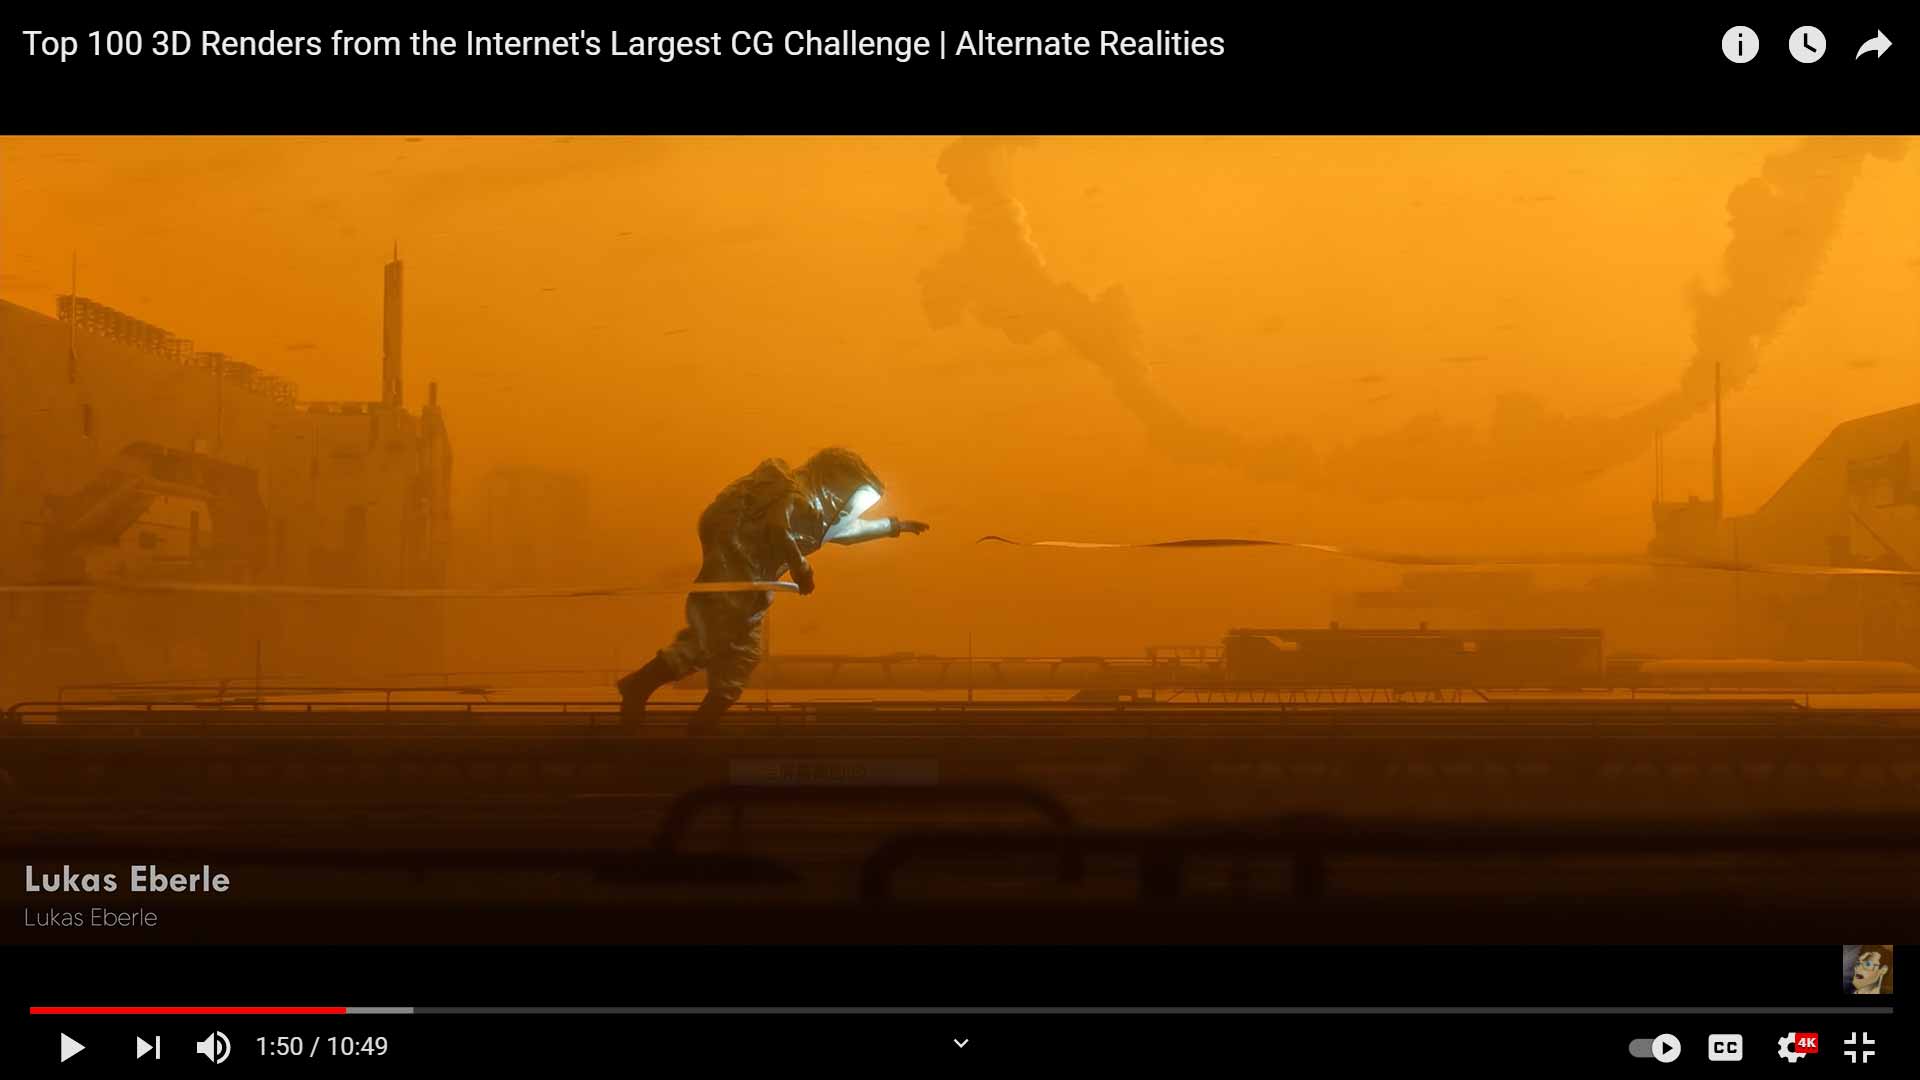 Top 100 3D Renders from the Internet's Largest CG Challenge | Alternate Realities
Lukas Eberle
Lukas Eberle
1:50 / 10:49
CC
4K